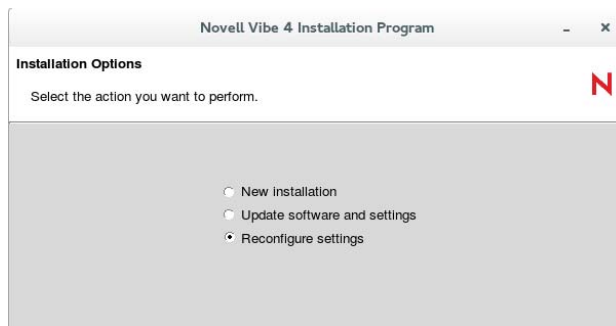 Novell Vibe 4 Installation Program
Installation Options
Select the action you want to perform.
N
New installation
Update software and settings
Reconfigure settings